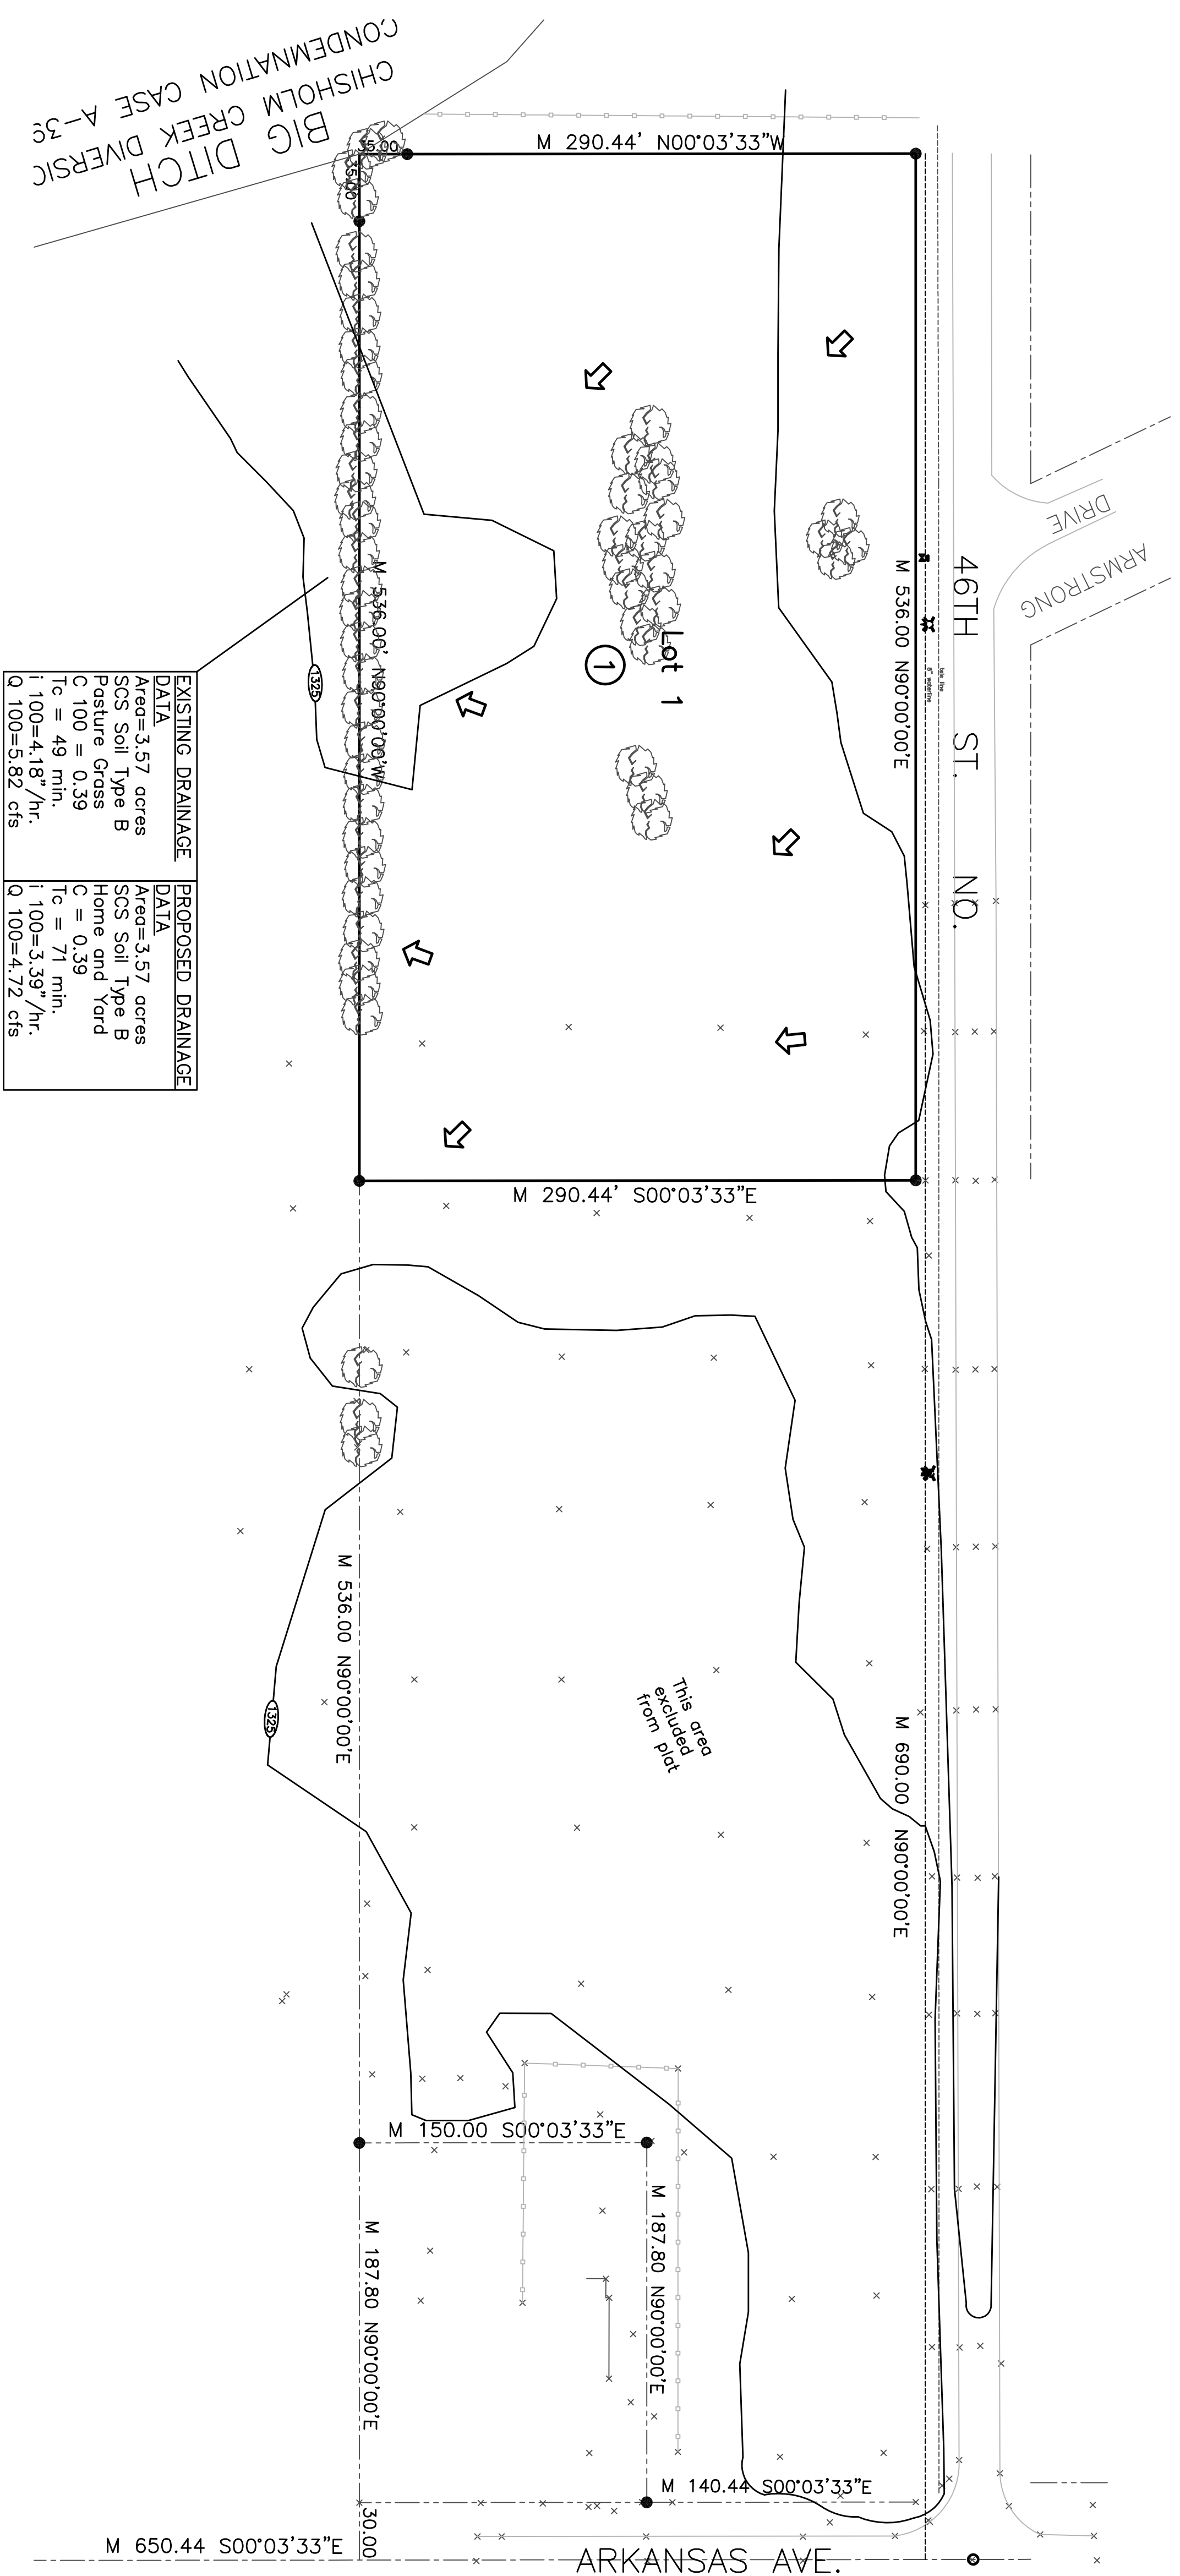 CONDEMNATION CASE A-39
CHISHOLM CREEK DIVERSIO
BIG DITCH
35.00
35.00
M 290.44' N00°03'33"W
46TH ST. NO.
DRIVE
ARMSTRONG
M 536.00 N90°00'00'E
Lot 1
1
M 536.00' N90°00'00'W
1325
EXISTING DRAINAGE
DATA
Area=3.57 acres
SCS Soil Type B
Pasture Grass
C 100 = 0.39
Tc = 49 min.
i 100=4.18"/hr.
Q 100=5.82 cfs
PROPOSED DRAINAGE
DATA
Area=3.57 acres
SCS Soil Type B
Home and Yard
C = 0.39
Tc = 71 min.
i 100=3.39"/hr.
Q 100=4.72 cfs
M 290.44' S00°03'33"E
M 536.00 N90°00'00'E
1325
This area
excluded
from plat
M 690.00 N90°00'00'E
M 150.00 S00°03'33"E
M 187.80 N90°00'00'E
M 187.80 N90°00'00'E
M 140.44 S00°03'33"E
30.00
M 650.44 S00°03'33"E
ARKANSAS AVE.